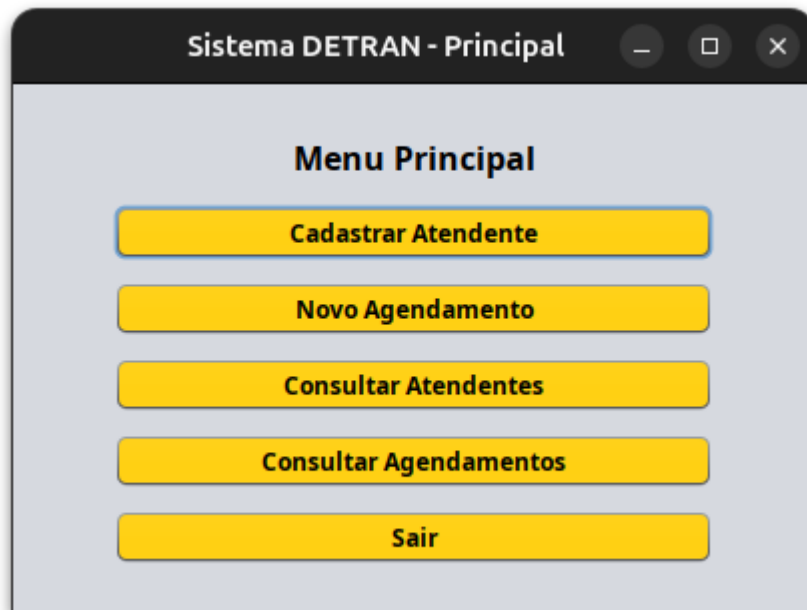 Sistema DETRAN - Principal
Menu Principal
Cadastrar Atendente
Novo Agendamento
Consultar Atendentes
Consultar Agendamentos
Sair